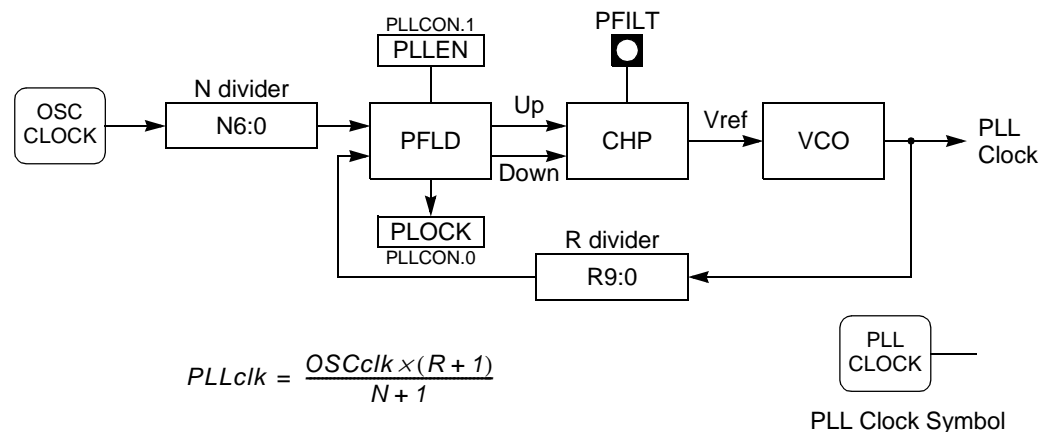 PLLCON.1
PLLEN
PFILT
N divider
OSC
CLOCK
N6:0
PFLD
Up
Down
CHP
Vref
VCO
PLL
Clock
PLOCK
PLLCON.0
R divider
R9:0
PLLclk = OSCclk × (R + 1)
N + 1
PLL
CLOCK
PLL Clock Symbol